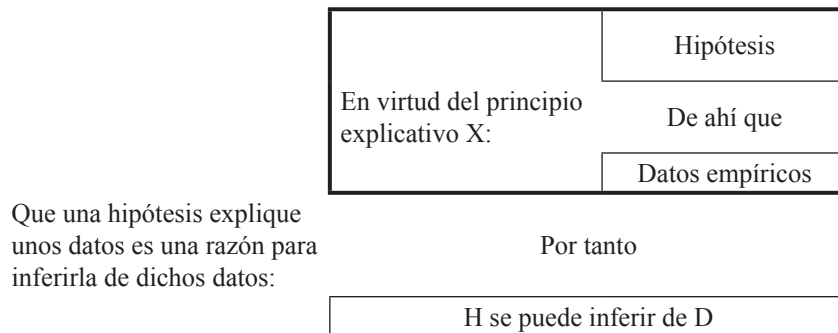 Hipótesis
En virtud del principio
explicativo X:
De ahí que
Datos empíricos
Que una hipótesis explique
unos datos es una razón para
inferirla de dichos datos:
Por tanto
H se puede inferir de D